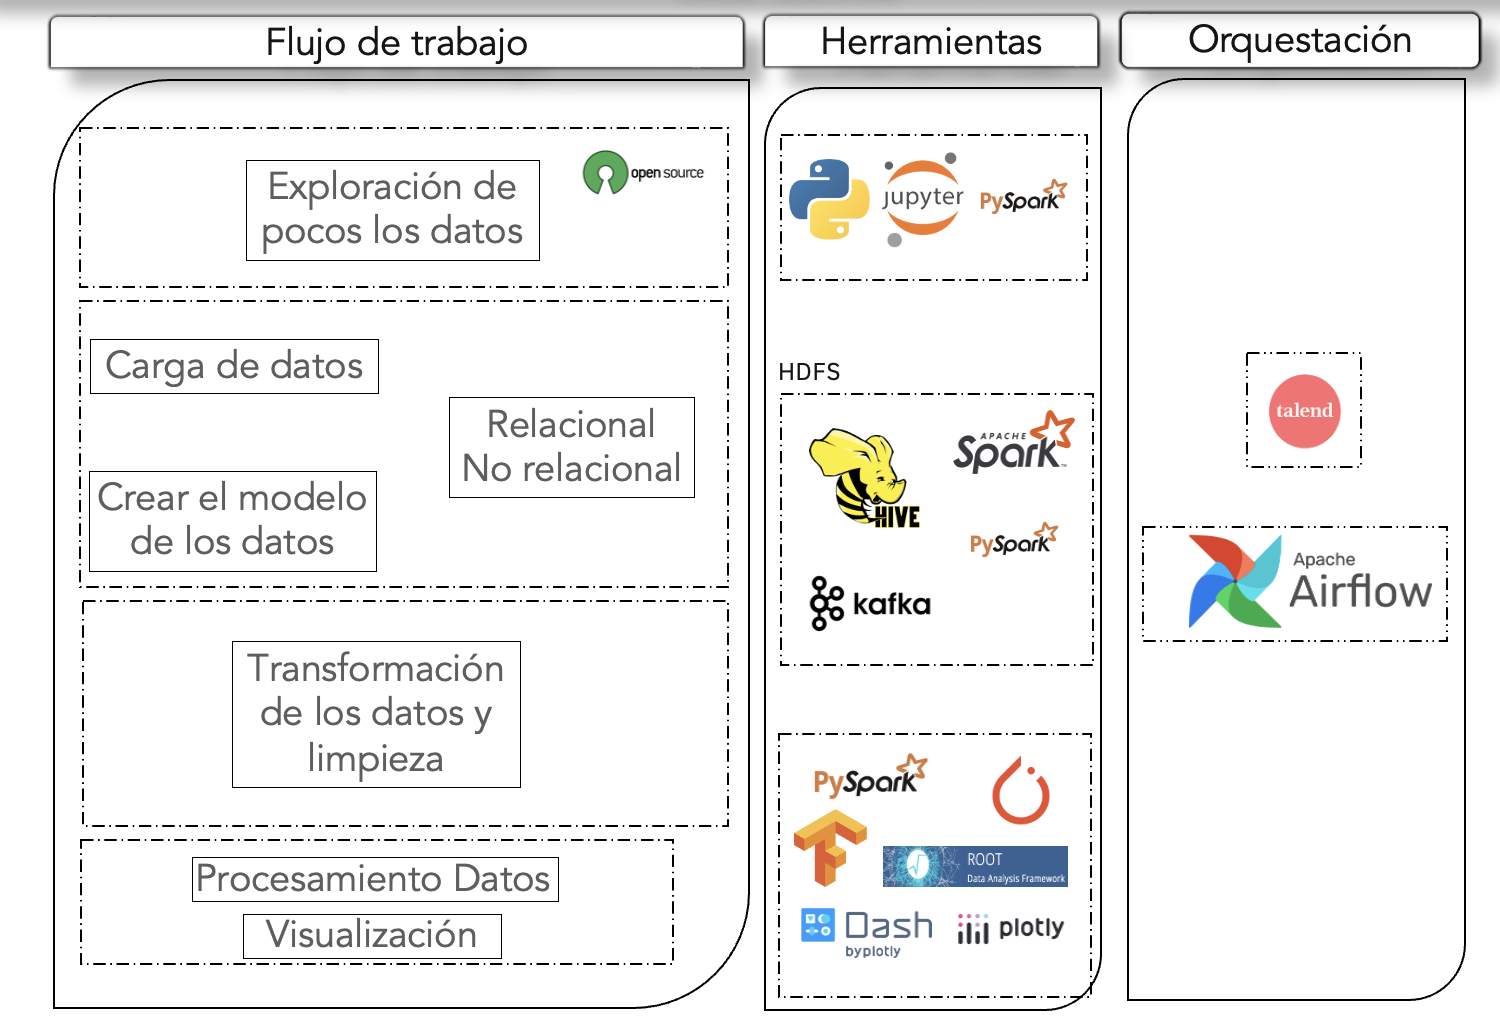 Flujo de trabajo
Herramientas
Orquestación
Exploración de
pocos los datos
open source
jupyter
PySpark
Carga de datos
Relacional
No relacional
Crear el modelo
de los datos
HDFS
HIVE
APACHE
Spark
PySpark
kafka
talend
Apache
Airflow
Transformación
de los datos y
limpieza
PySpark
ROOT
Data Analysis Framework
Dash
byplotly
plotly
Procesamiento Datos
Visualización